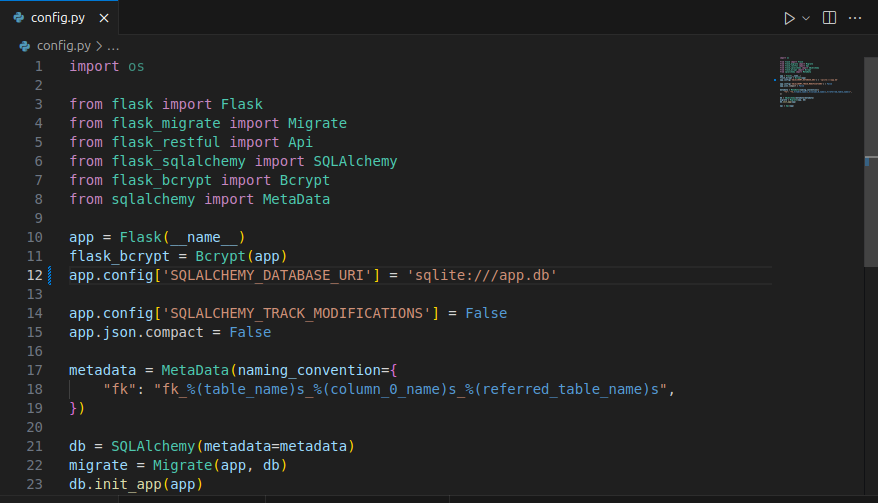 config.py
config.py > ...
1 import os
2
3 from flask import Flask
4 from flask_migrate import Migrate
5 from flask_restful import Api
6 from flask_sqlalchemy import SQLAlchemy
7 from flask_bcrypt import Bcrypt
8 from sqlalchemy import MetaData
9
10 app = Flask(__name__)
11 flask_bcrypt = Bcrypt(app)
12 app.config['SQLALCHEMY_DATABASE_URI'] = 'sqlite:///app.db'
13
14 app.config['SQLALCHEMY_TRACK_MODIFICATIONS'] = False
15 app.json.compact = False
16
17 metadata = MetaData(naming_convention={
18     "fk": "fk_%(table_name)s_%(column_0_name)s_%(referred_table_name)s",
19 })
20
21 db = SQLAlchemy(metadata=metadata)
22 migrate = Migrate(app, db)
23 db.init_app(app)